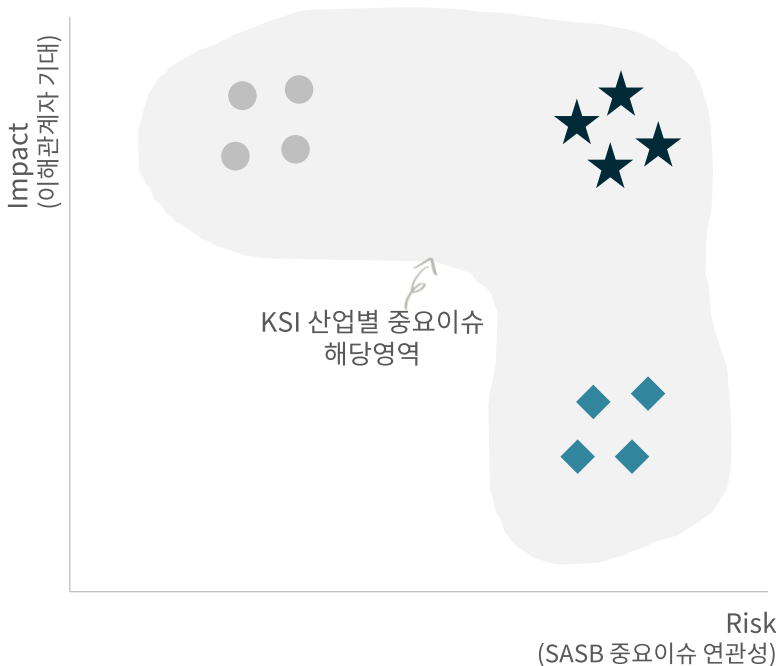 Impact
(이해관계자 기대)
KSI 산업별 중요이슈
해당영역
Risk
(SASB 중요이슈 연관성)